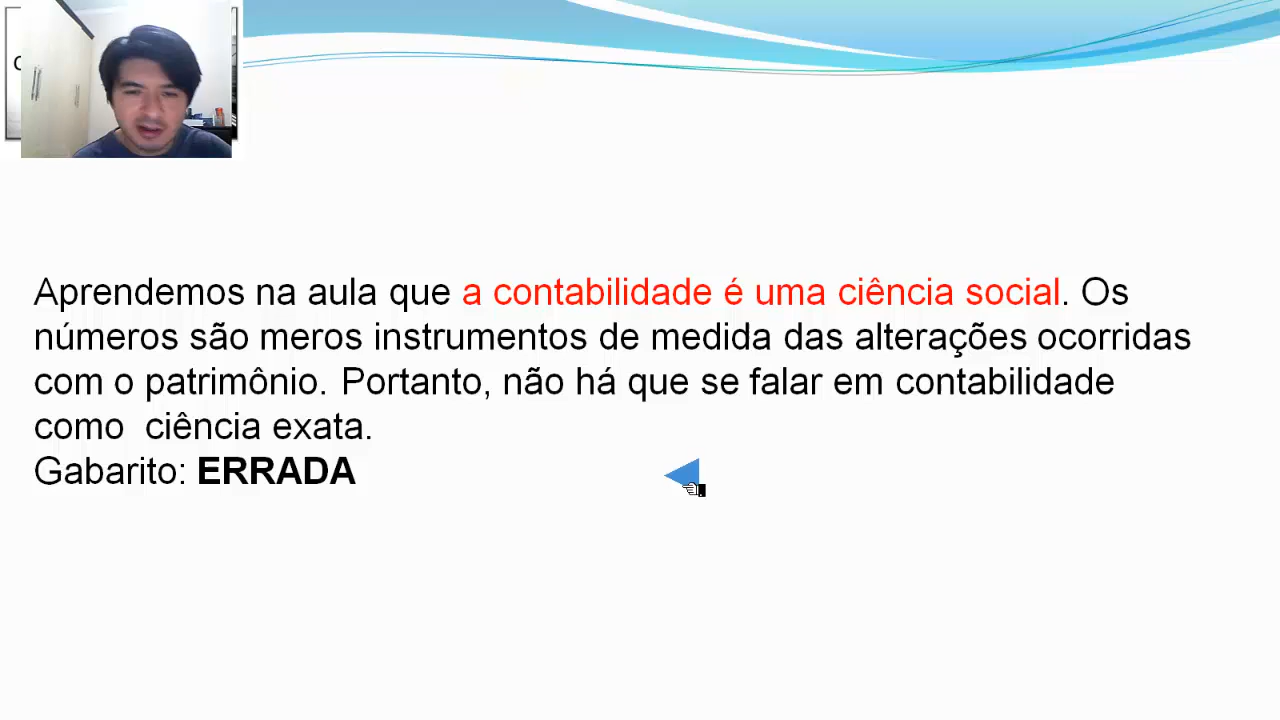 Aprendemos na aula que a contabilidade é uma ciência social. Os
números são meros instrumentos de medida das alterações ocorridas
com o patrimônio. Portanto, não há que se falar em contabilidade
como  ciência exata.
Gabarito: ERRADA